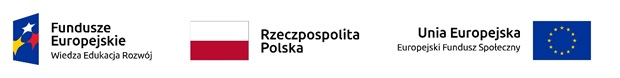 Fundusze
Europejskie
Wiedza Edukacja Rozwój
Rzeczpospolita
Polska
Unia Europejska
Europejski Fundusz Społeczny